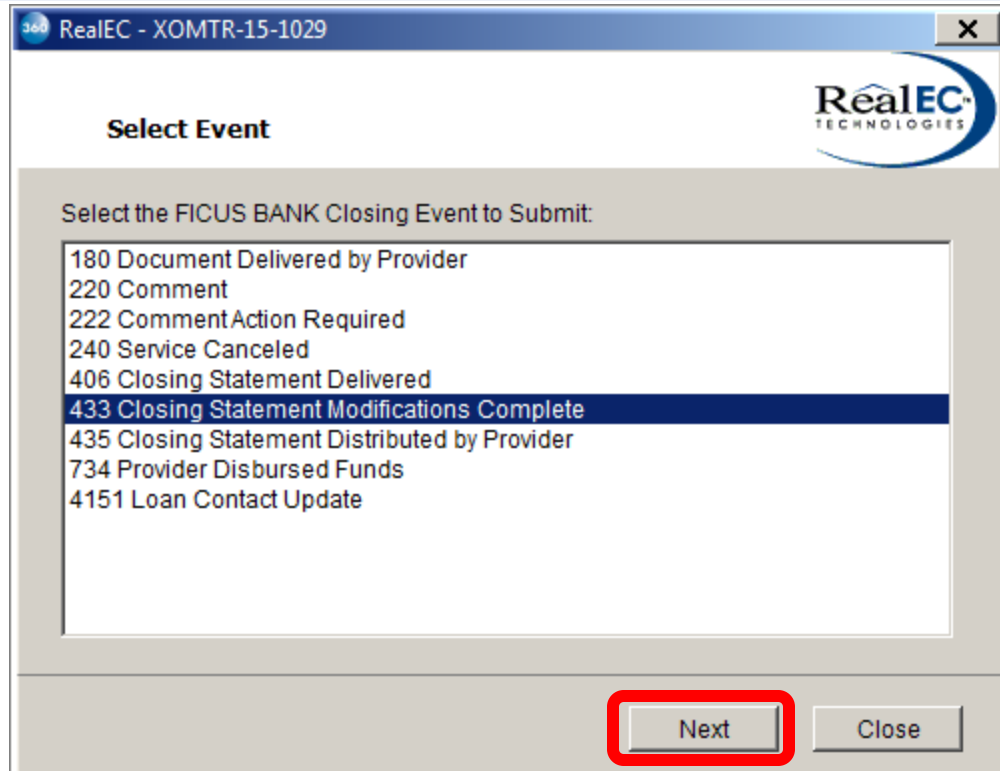 360 RealEC - XOMTR-15-1029
RealEC™
TECHNOLOGIES
Select Event
Select the FICUS BANK Closing Event to Submit:
180 Document Delivered by Provider
220 Comment
222 Comment Action Required
240 Service Canceled
406 Closing Statement Delivered
433 Closing Statement Modifications Complete
435 Closing Statement Distributed by Provider
734 Provider Disbursed Funds
4151 Loan Contact Update
Next Close